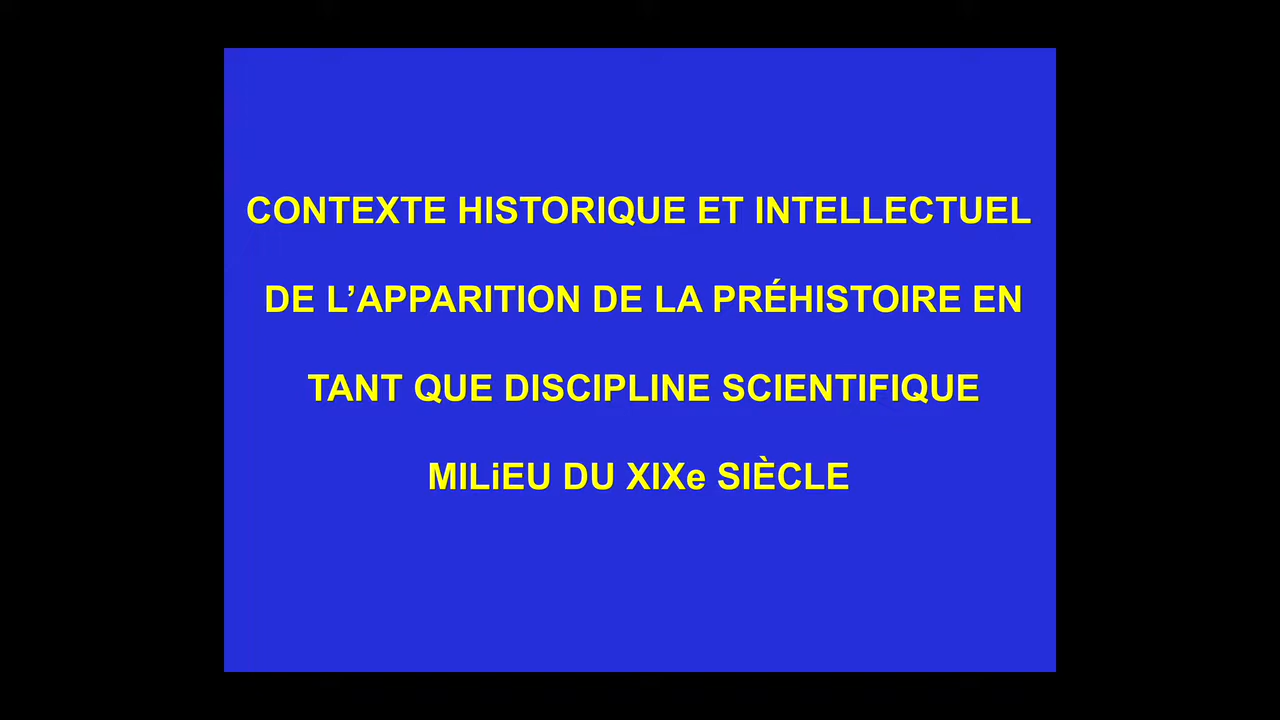 CONTEXTE HISTORIQUE ET INTELLECTUEL
DE L’APPARITION DE LA PRÉHISTOIRE EN
TANT QUE DISCIPLINE SCIENTIFIQUE
MILiEU DU XIXe SIÈCLE